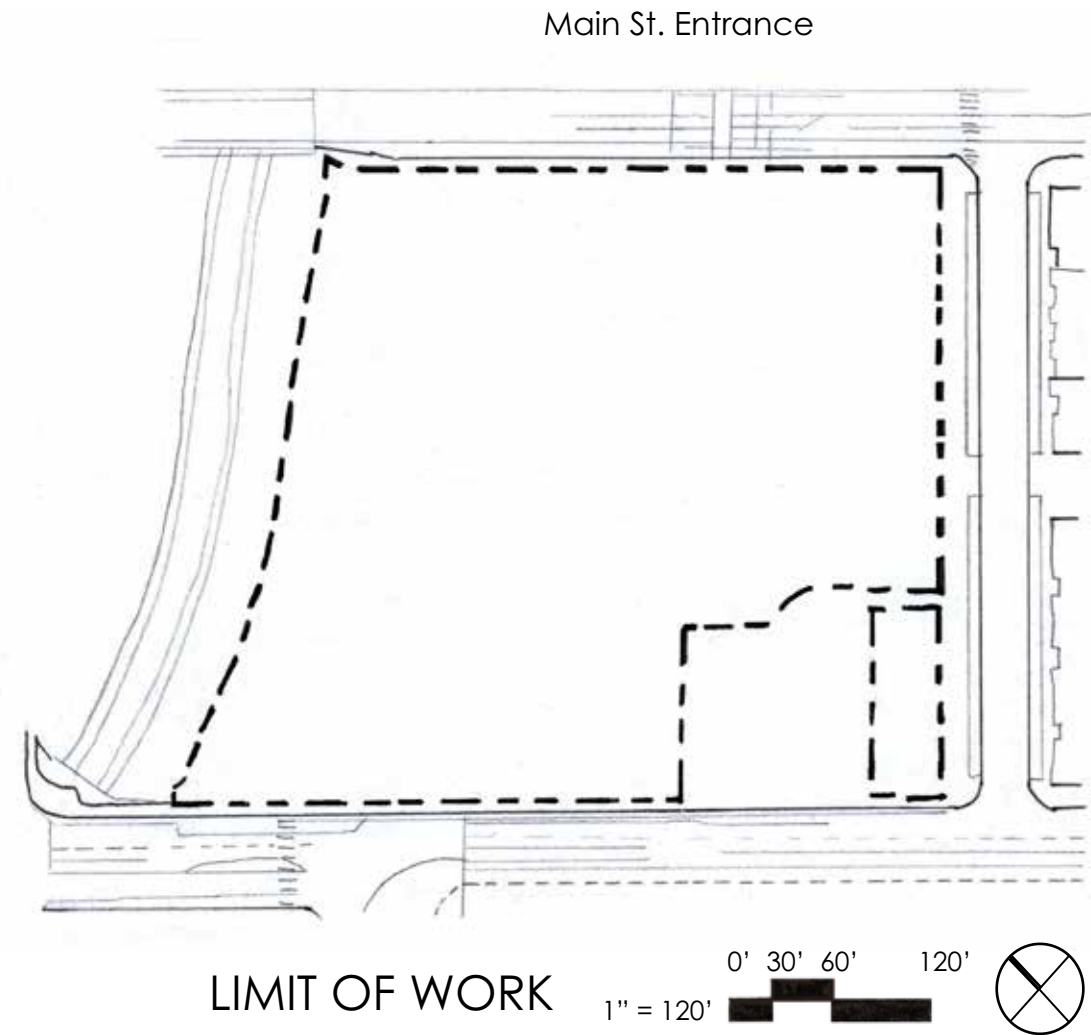 Main St. Entrance
LIMIT OF WORK
1” = 120’
0’ 30’ 60’ 120’